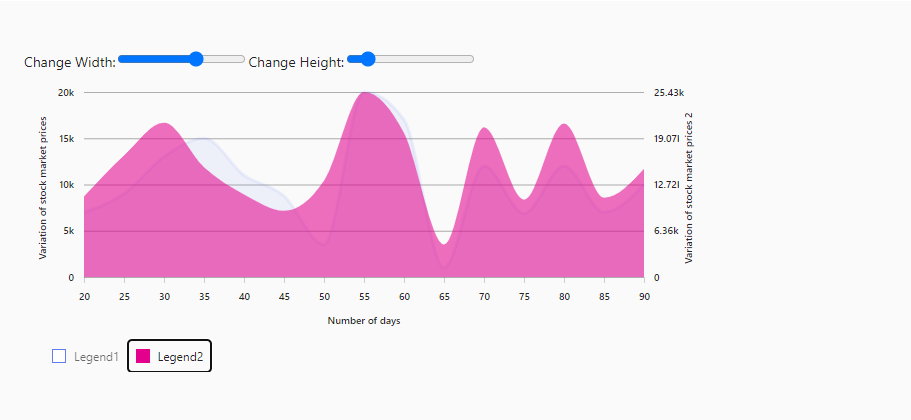 Change Width: Change Height:
20k
15k
10k
5k
0
Variation of stock market prices
25.43k
19.07l
12.72l
6.36k
0
Variation of stock market prices 2
20 25 30 35 40 45 50 55 60 65 70 75 80 85 90
Number of days
Legend1 Legend2